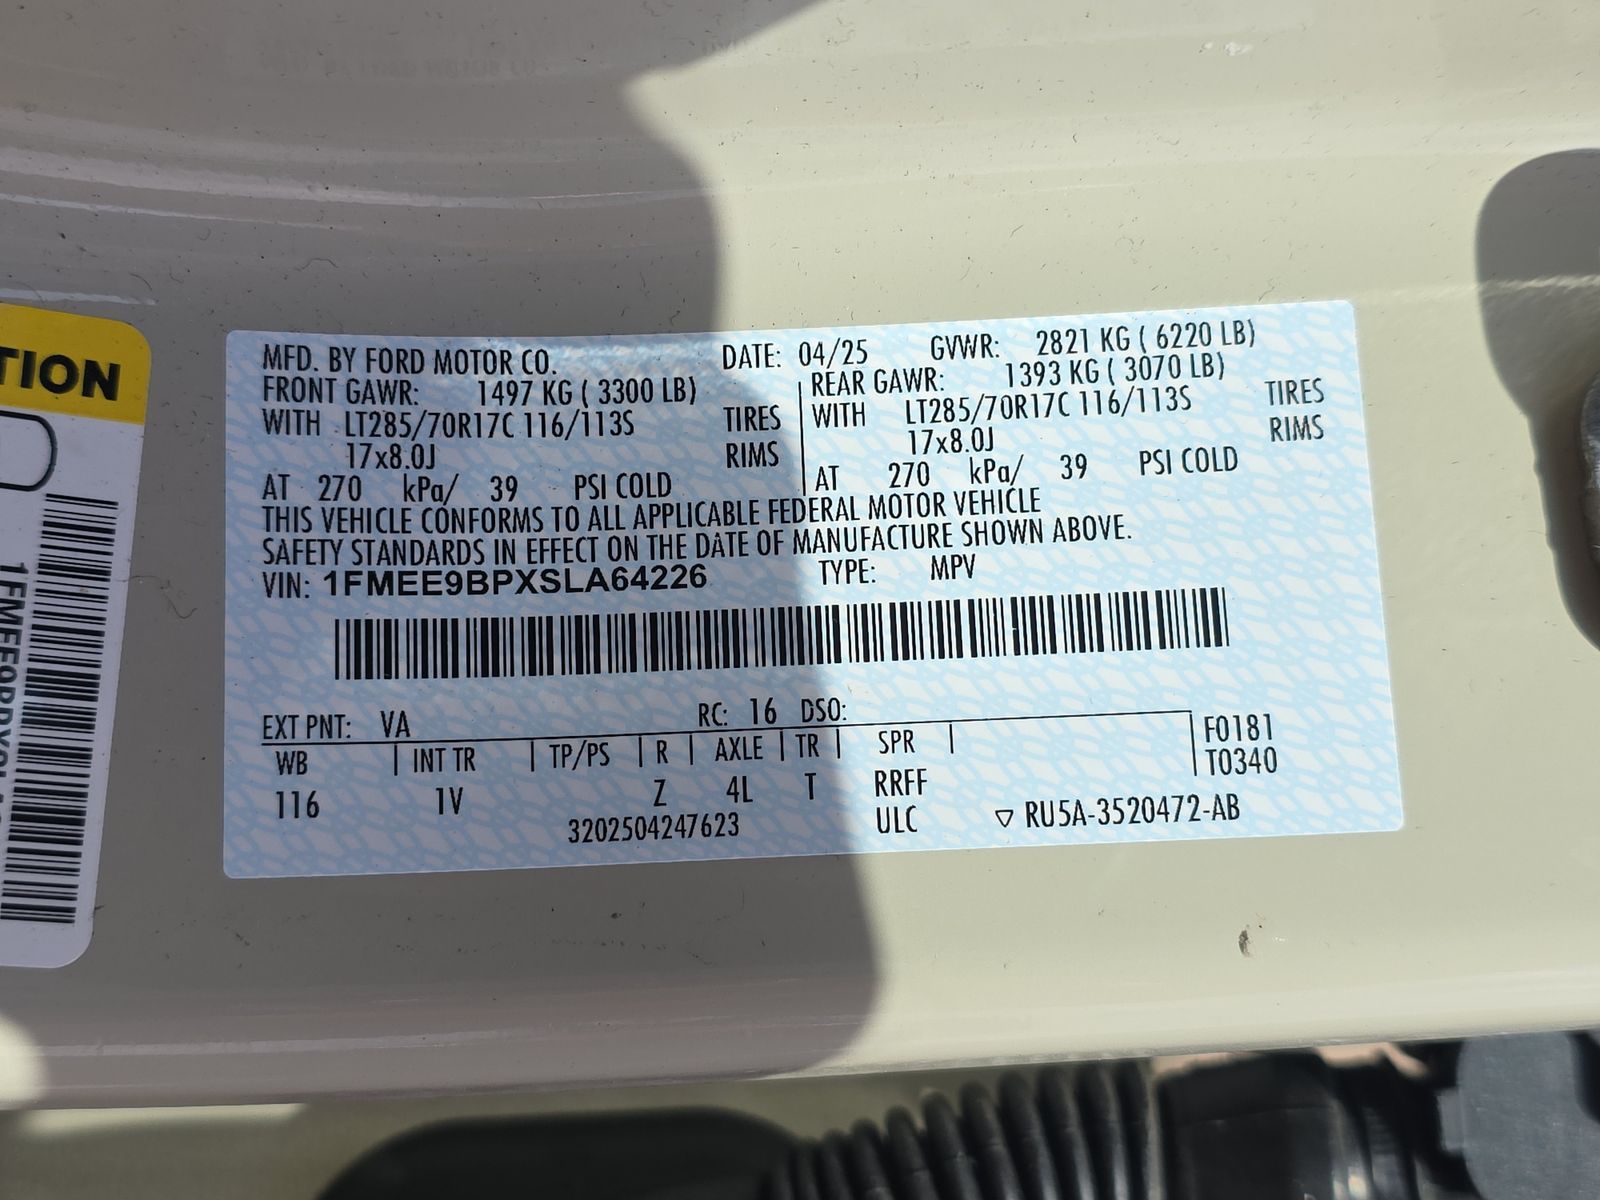 TION
1FMEE9BPXSLA
MFD. BY FORD MOTOR CO. DATE: 04/25 GVWR: 2821 KG ( 6220 LB)
FRONT GAWR: 1497 KG ( 3300 LB) REAR GAWR: 1393 KG ( 3070 LB)
WITH LT285/70R17C 116/113S TIRES WITH LT285/70R17C 116/113S TIRES
17x8.0J RIMS 17x8.0J RIMS
AT 270 kPa/ 39 PSI COLD AT 270 kPa/ 39 PSI COLD
THIS VEHICLE CONFORMS TO ALL APPLICABLE FEDERAL MOTOR VEHICLE
SAFETY STANDARDS IN EFFECT ON THE DATE OF MANUFACTURE SHOWN ABOVE.
VIN: 1FMEE9BPXSLA64226 TYPE: MPV
EXT PNT: VA RC: 16 DSO:
WB INT TR TP/PS R AXLE TR SPR F0181
T0340
116 1V Z 4L T RRFF
3202504247623 ULC ▽ RU5A-3520472-AB